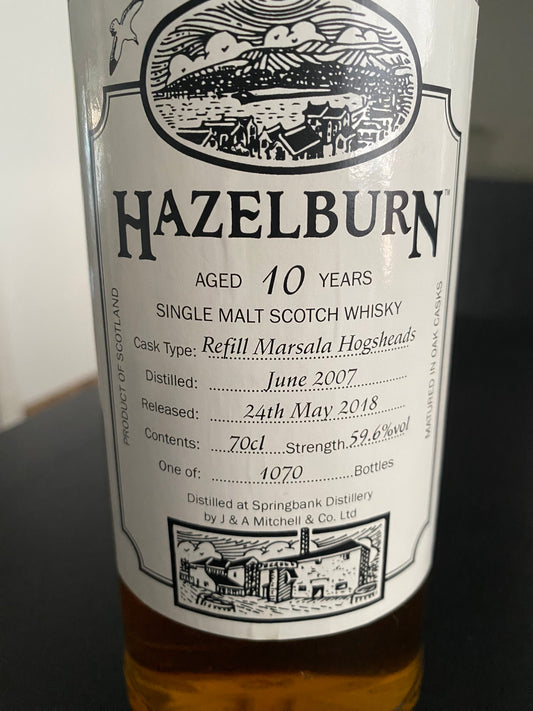 HAZELBURN™
AGED 10 YEARS
SINGLE MALT SCOTCH WHISKY
Cask Type: Refill Marsala Hogsheads
Distilled: June 2007
Released: 24th May 2018
Contents: 70cl Strength 59.6%vol
One of: 1070 Bottles
Distilled at Springbank Distillery
by J & A Mitchell & Co. Ltd
PRODUCT OF SCOTLAND
MATURED IN OAK CASKS